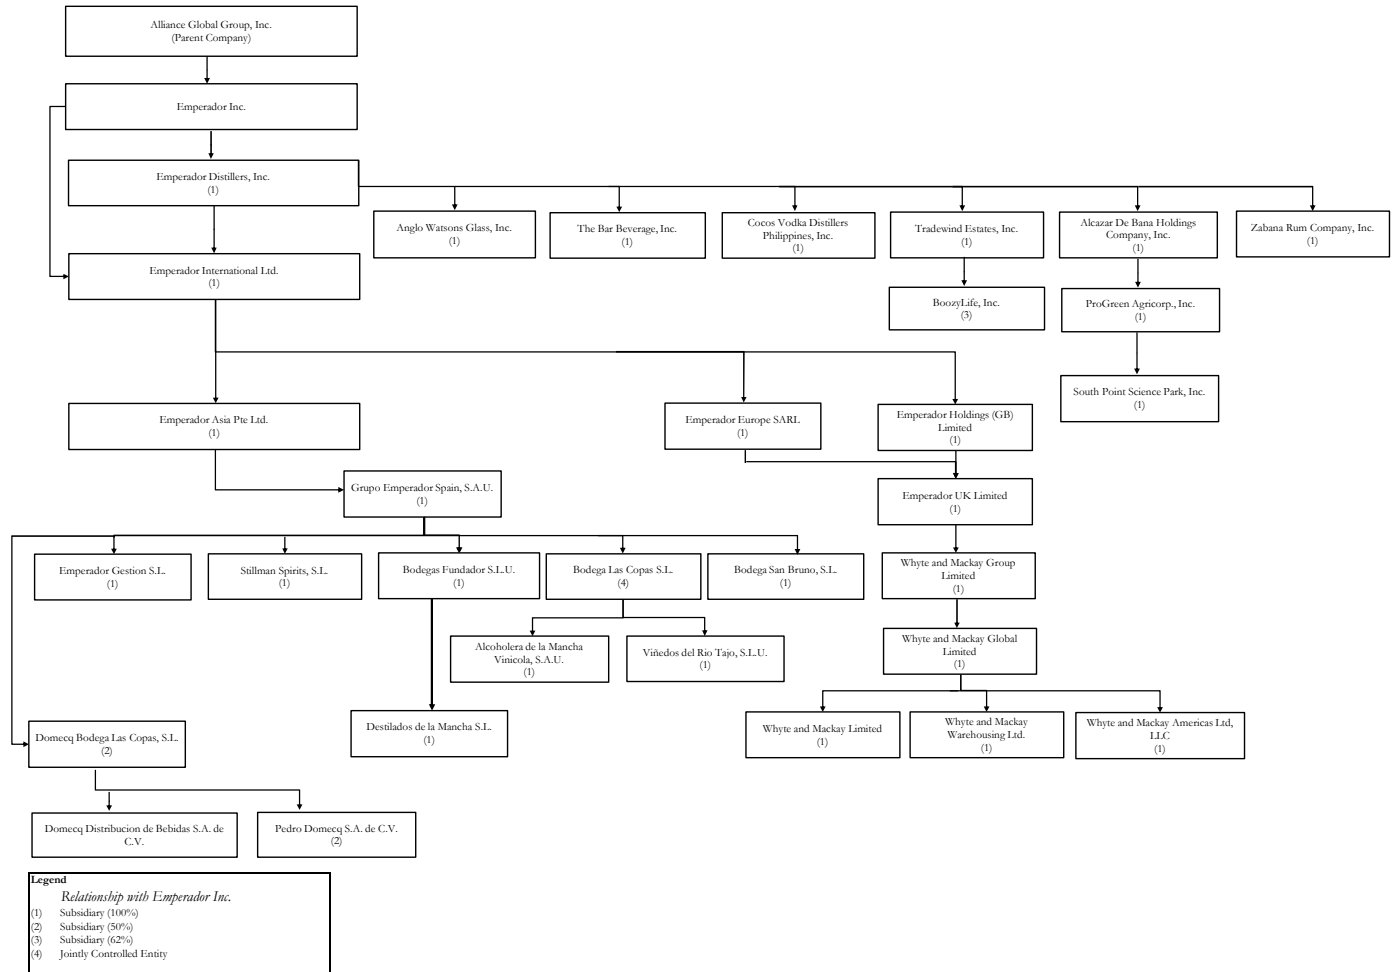 Alliance Global Group, Inc.
(Parent Company)
Emperador Inc.
Emperador Distillers, Inc.
(1)
Anglo Watsons Glass, Inc.
(1)
The Bar Beverage, Inc.
(1)
Cocos Vodka Distillers
Philippines, Inc.
(1)
Tradewind Estates, Inc.
(1)
Alcazar De Bana Holdings
Company, Inc.
(1)
Zabana Rum Company, Inc.
(1)
Emperador International Ltd.
(1)
BoozyLife, Inc.
(3)
ProGreen Agricorp., Inc.
(1)
South Point Science Park, Inc.
(1)
Emperador Asia Pte Ltd.
(1)
Emperador Europe SARL
(1)
Emperador Holdings (GB)
Limited
(1)
Grupo Emperador Spain, S.A.U.
(1)
Emperador UK Limited
(1)
Emperador Gestion S.L.
(1)
Stillman Spirits, S.L.
(1)
Bodegas Fundador S.L.U.
(1)
Bodega Las Copas S.L.
(4)
Bodega San Bruno, S.L.
(1)
Whyte and Mackay Group
Limited
(1)
Alcoholera de la Mancha
Vinicola, S.A.U.
(1)
Viñedos del Rio Tajo, S.L.U.
(1)
Whyte and Mackay Global
Limited
(1)
Domecq Bodega Las Copas, S.L.
(2)
Destilados de la Mancha S.L.
(1)
Whyte and Mackay Limited
(1)
Whyte and Mackay
Warehousing Ltd.
(1)
Whyte and Mackay Americas Ltd,
LLC
(1)
Domecq Distribucion de Bebidas S.A. de
C.V.
Pedro Domecq S.A. de C.V.
(2)
Legend
Relationship with Emperador Inc.
(1) Subsidiary (100%)
(2) Subsidiary (50%)
(3) Subsidiary (62%)
(4) Jointly Controlled Entity